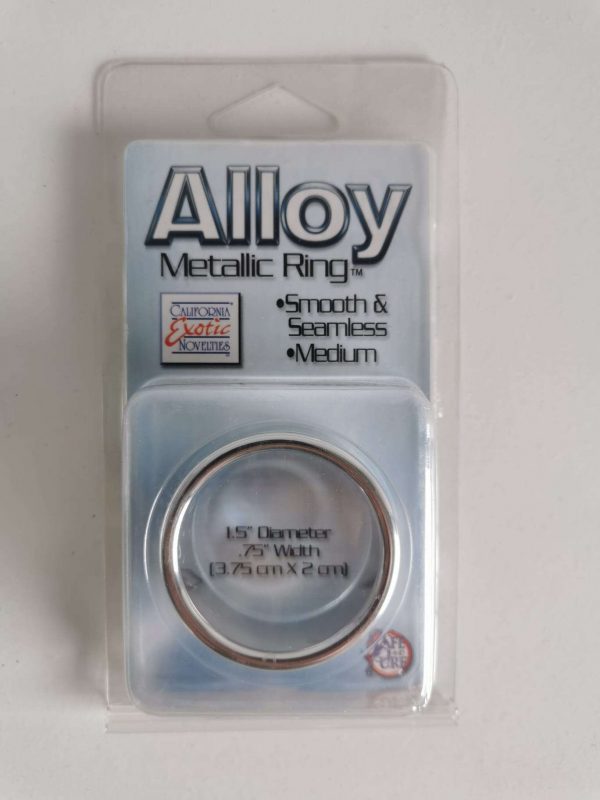 Alloy
Metallic Ring™
CALIFORNIA
Exotic
NOVELTIES
•Smooth &
Seamless
•Medium
1.5" Diameter
.75" Width
(3.75 cm X 2 cm)